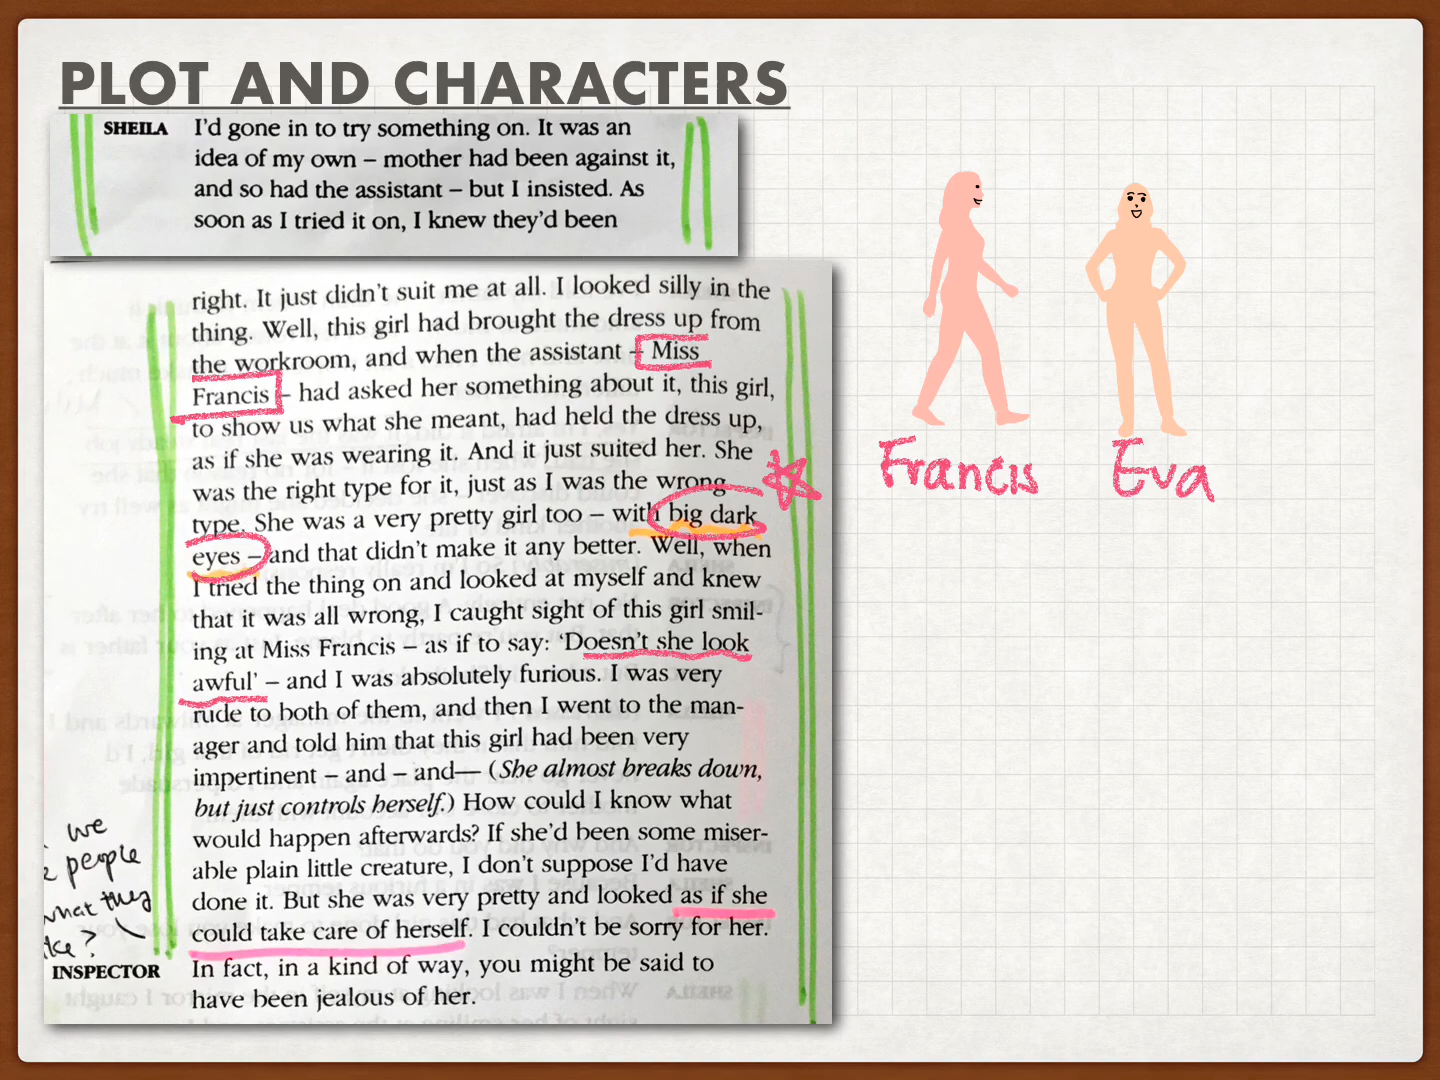 PLOT AND CHARACTERS
SHEILA I'd gone in to try something on. It was an
idea of my own – mother had been against it,
and so had the assistant – but I insisted. As
soon as I tried it on, I knew they'd been
right. It just didn't suit me at all. I looked silly in the
thing. Well, this girl had brought the dress up from
the workroom, and when the assistant – Miss
Francis – had asked her something about it, this girl,
to show us what she meant, had held the dress up,
as if she was wearing it. And it just suited her. She
was the right type for it, just as I was the wrong
type. She was a very pretty girl too – with big dark
eyes – and that didn't make it any better. Well, when
I tried the thing on and looked at myself and knew
that it was all wrong, I caught sight of this girl smil-
ing at Miss Francis – as if to say: 'Doesn't she look
awful' – and I was absolutely furious. I was very
rude to both of them, and then I went to the man-
ager and told him that this girl had been very
impertinent – and – and— (She almost breaks down,
but just controls herself.) How could I know what
would happen afterwards? If she'd been some miser-
able plain little creature, I don't suppose I'd have
done it. But she was very pretty and looked as if she
could take care of herself. I couldn't be sorry for her.
INSPECTOR In fact, in a kind of way, you might be said to
have been jealous of her.
we
people
what they
?
Francis
Eva